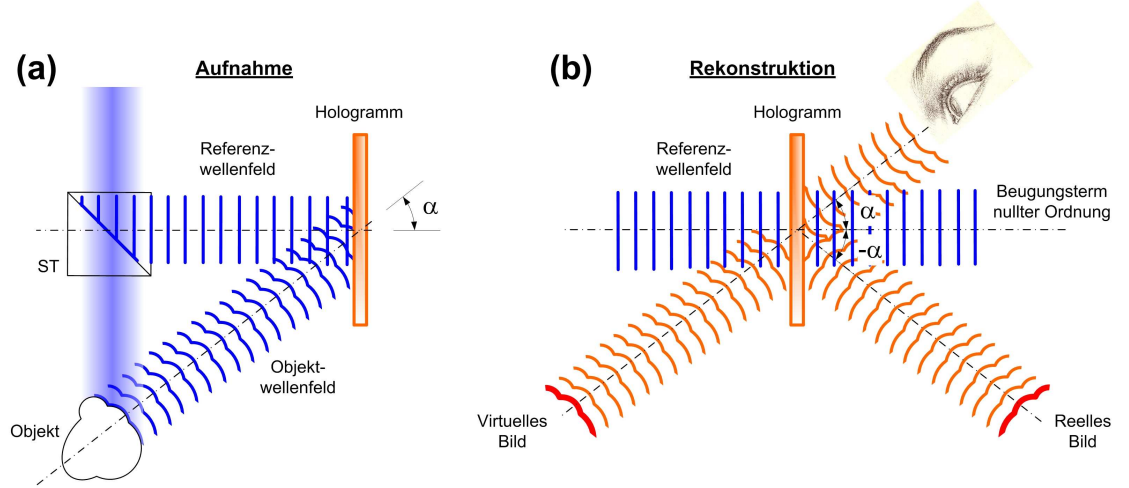 (a)
Aufnahme
Hologramm
Referenz-
wellenfeld
α
ST
Objekt-
wellenfeld
Objekt
(b)
Rekonstruktion
Hologramm
Referenz-
wellenfeld
Beugungsterm
nullter Ordnung
α
-α
Virtuelles
Bild
Reelles
Bild